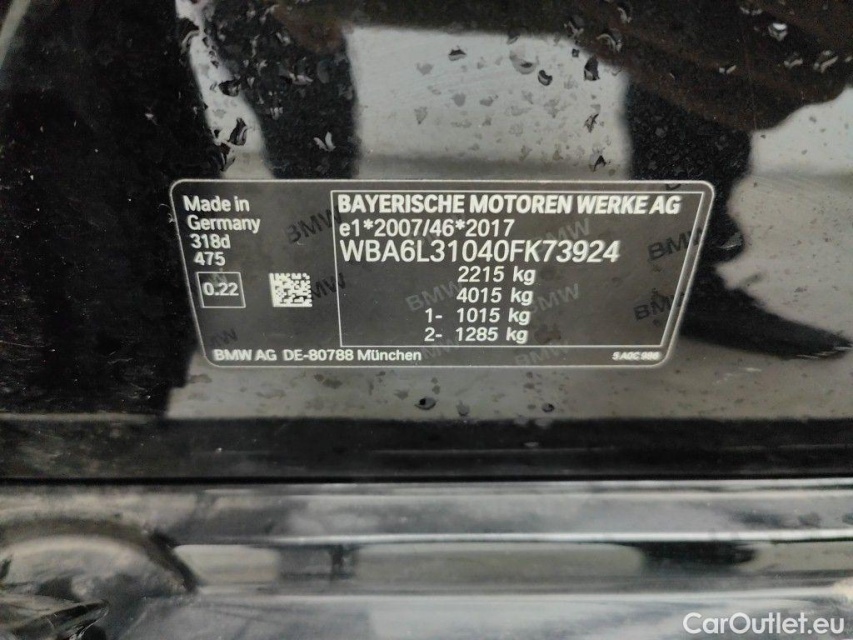 Made in
Germany
318d
475
0.22
BAYERISCHE MOTOREN WERKE AG
e1*2007/46*2017
WBA6L31040FK73924
2215 kg
4015 kg
1- 1015 kg
2- 1285 kg
BMW AG DE-80788 München
CarOutlet.eu